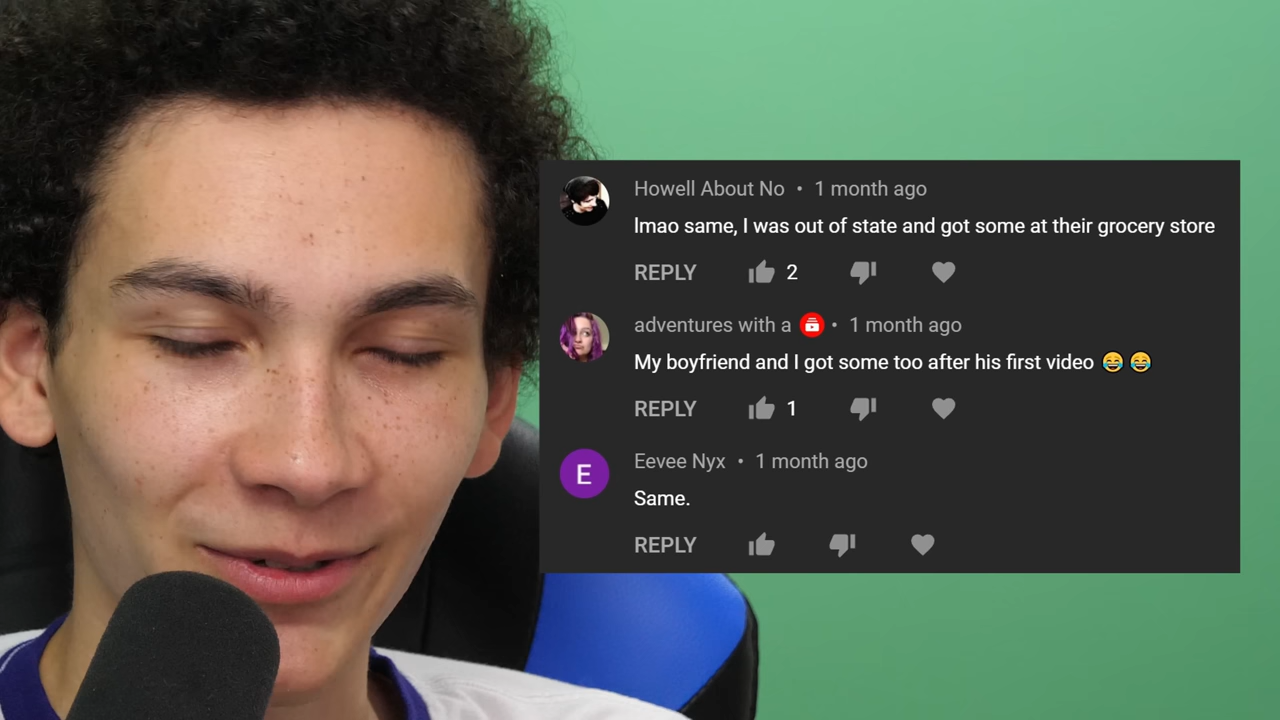 Howell About No • 1 month ago
lmao same, I was out of state and got some at their grocery store
REPLY 2
adventures with a • 1 month ago
My boyfriend and I got some too after his first video 😂 😂
REPLY 1
E
Eevee Nyx • 1 month ago
Same.
REPLY